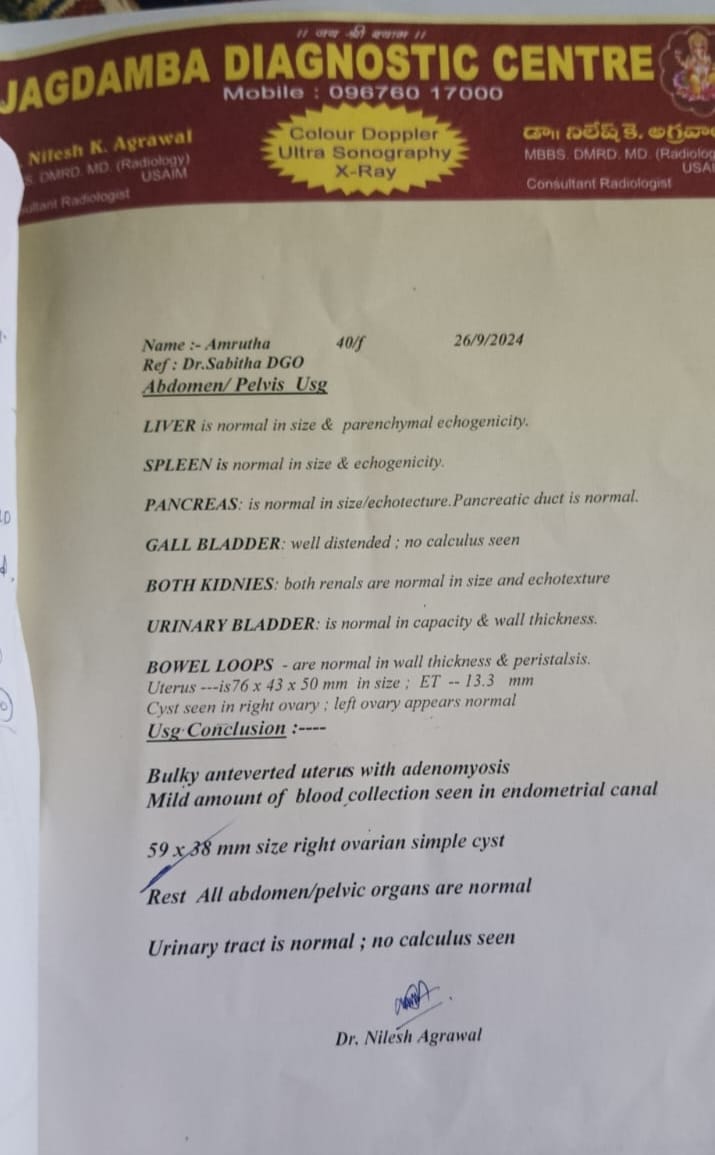 ।। जय श्री श्याम ।।
JAGDAMBA DIAGNOSTIC CENTRE
Mobile : 096760 17000
Nitesh K. Agrawal
S. DMRD. MD. (Radiology)
USAIM
ultant Radiologist
Colour Doppler
Ultra Sonography
X-Ray
డా।। నిలేష్ కె. అగ్రవా
MBBS. DMRD. MD. (Radiolog
USAI
Consultant Radiologist
Name :- Amrutha 40/f 26/9/2024
Ref : Dr.Sabitha DGO
Abdomen/ Pelvis Usg
LIVER is normal in size & parenchymal echogenicity.
SPLEEN is normal in size & echogenicity.
PANCREAS: is normal in size/echotecture.Pancreatic duct is normal.
GALL BLADDER: well distended ; no calculus seen
BOTH KIDNIES: both renals are normal in size and echotexture
URINARY BLADDER: is normal in capacity & wall thickness.
BOWEL LOOPS - are normal in wall thickness & peristalsis.
Uterus ---is76 x 43 x 50 mm in size ; ET -- 13.3 mm
Cyst seen in right ovary ; left ovary appears normal
Usg Conclusion :----
Bulky anteverted uterus with adenomyosis
Mild amount of blood collection seen in endometrial canal
59 x 38 mm size right ovarian simple cyst
Rest All abdomen/pelvic organs are normal
Urinary tract is normal ; no calculus seen
Dr. Nilesh Agrawal